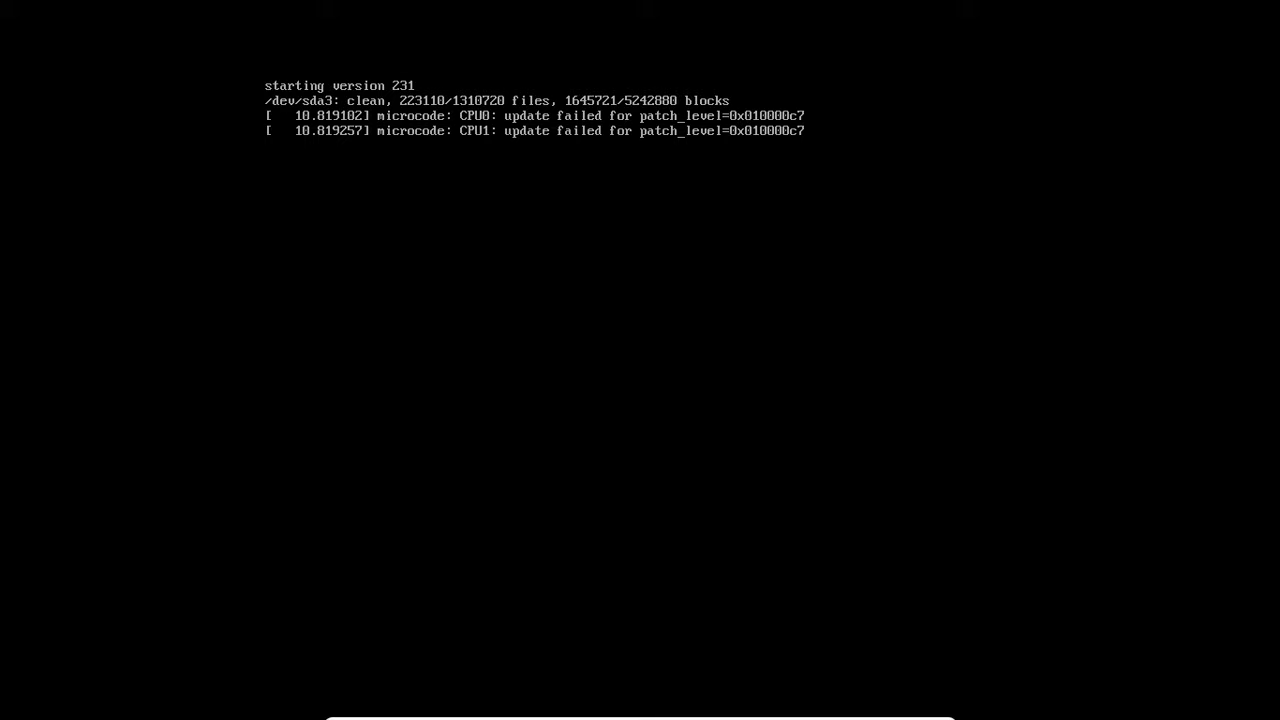 starting version 231
/dev/sda3: clean, 223110/1310720 files, 1645721/5242880 blocks
[   10.819102] microcode: CPU0: update failed for patch_level=0x010000c7
[   10.819257] microcode: CPU1: update failed for patch_level=0x010000c7